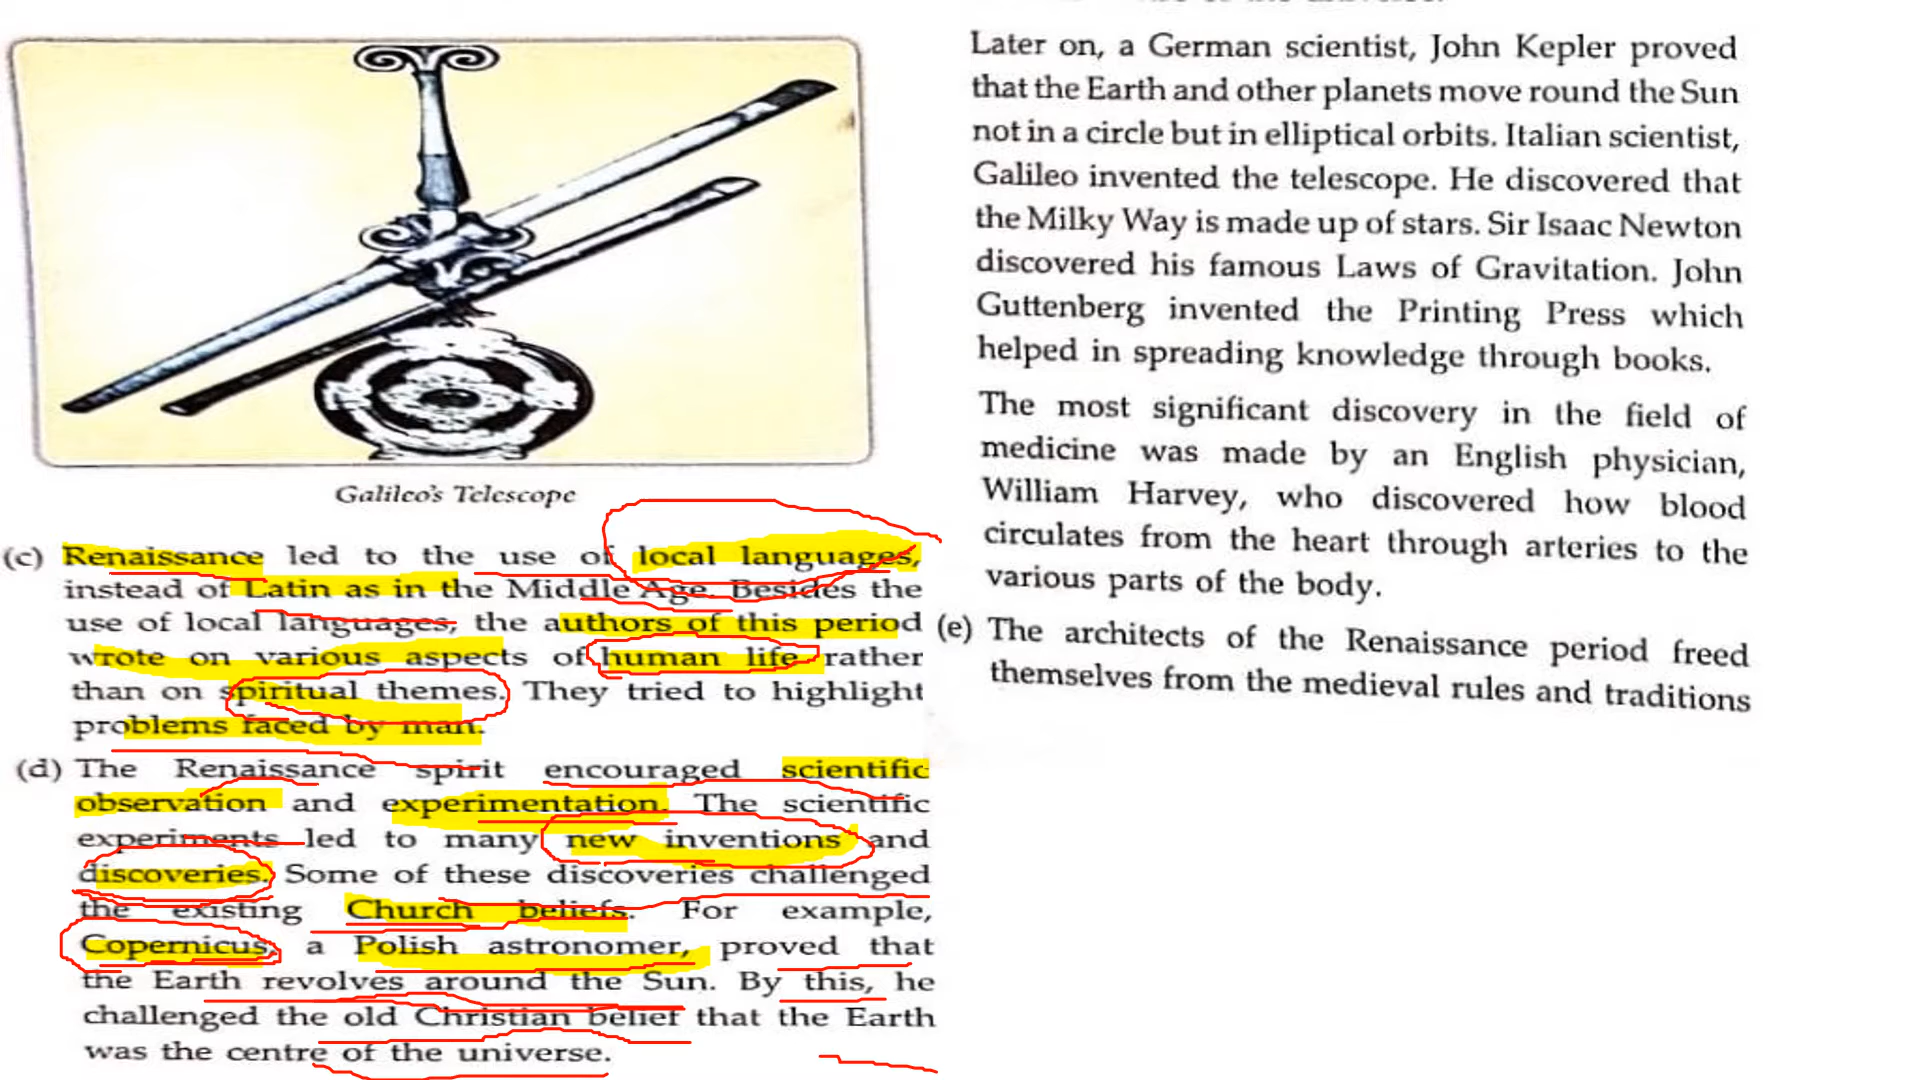 Galileo's Telescope
(c) Renaissance led to the use of local languages,
instead of Latin as in the Middle Age. Besides the
use of local languages, the authors of this period
wrote on various aspects of human life rather
than on spiritual themes. They tried to highlight
problems faced by man.
(d) The Renaissance spirit encouraged scientific
observation and experimentation. The scientific
experiments led to many new inventions and
discoveries. Some of these discoveries challenged
the existing Church beliefs. For example,
Copernicus, a Polish astronomer, proved that
the Earth revolves around the Sun. By this, he
challenged the old Christian belief that the Earth
was the centre of the universe.
Later on, a German scientist, John Kepler proved
that the Earth and other planets move round the Sun
not in a circle but in elliptical orbits. Italian scientist,
Galileo invented the telescope. He discovered that
the Milky Way is made up of stars. Sir Isaac Newton
discovered his famous Laws of Gravitation. John
Guttenberg invented the Printing Press which
helped in spreading knowledge through books.
The most significant discovery in the field of
medicine was made by an English physician,
William Harvey, who discovered how blood
circulates from the heart through arteries to the
various parts of the body.
(e) The architects of the Renaissance period freed
themselves from the medieval rules and traditions